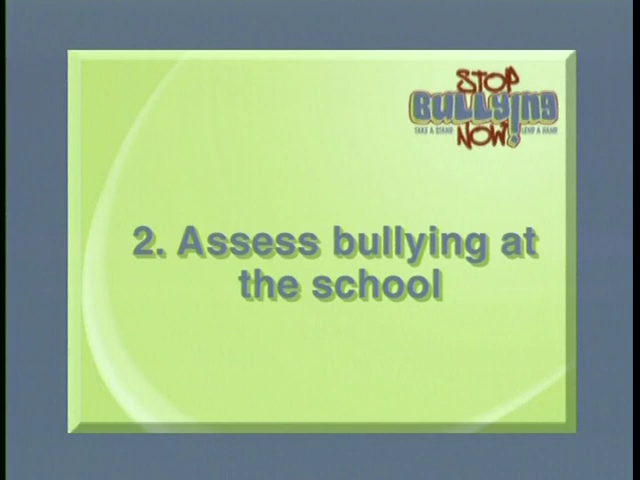 STOP
BULLYING
TAKE A STAND LEND A HAND
NOW!
2. Assess bullying at
the school